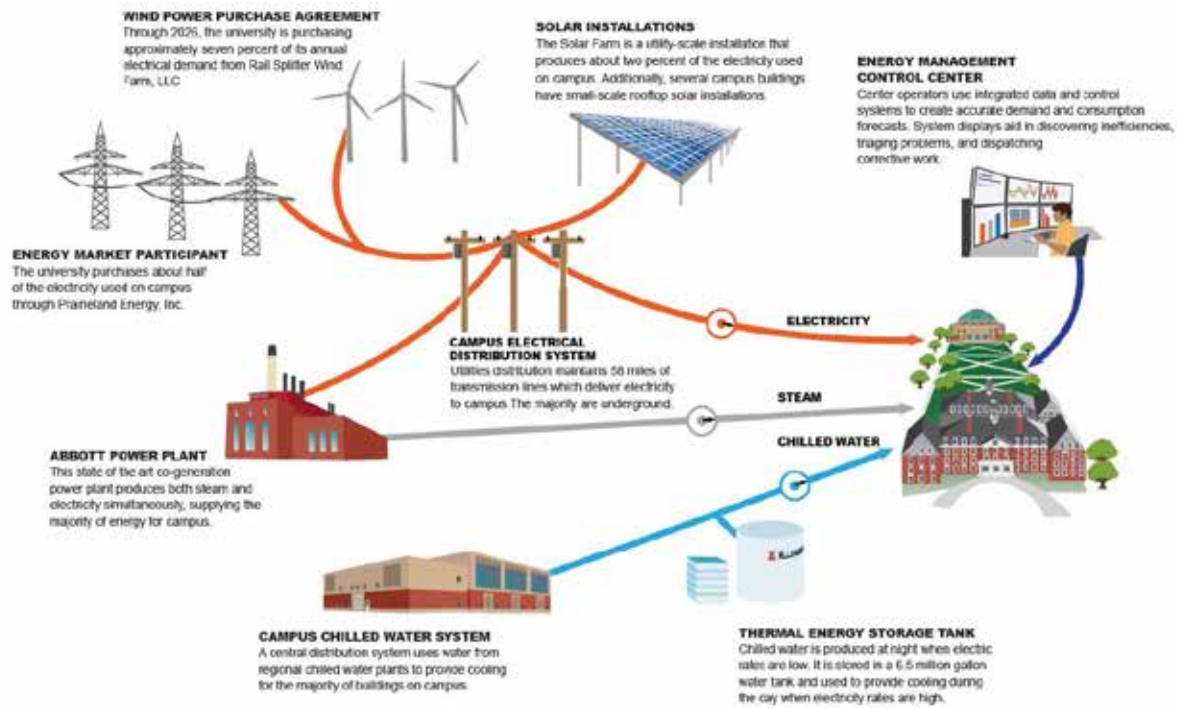 WIND POWER PURCHASE AGREEMENT
Through 2026, the university is purchasing
approximately seven percent of its annual
electrical demand from Rail Splitter Wind
Farm, LLC
SOLAR INSTALLATIONS
The Solar Farm is a utility-scale installation that
produces about two percent of the electricity used
on campus. Additionally, several campus buildings
have small-scale rooftop solar installations.
ENERGY MANAGEMENT
CONTROL CENTER
Center operators use integrated data and control
systems to create accurate demand and consumption
forecasts. System displays aid in discovering inefficiencies,
triaging problems, and dispatching
corrective work.
ENERGY MARKET PARTICIPANT
The university purchases about half
of the electricity used on campus
through Prairieland Energy, Inc.
CAMPUS ELECTRICAL
DISTRIBUTION SYSTEM
Utilities distribution maintains 58 miles of
transmission lines which deliver electricity
to campus The majority are underground.
ELECTRICITY
STEAM
CHILLED WATER
ABBOTT POWER PLANT
This state of the art co-generation
power plant produces both steam and
electricity simultaneously, supplying the
majority of energy for campus.
CAMPUS CHILLED WATER SYSTEM
A central distribution system uses water from
regional chilled water plants to provide cooling
for the majority of buildings on campus.
THERMAL ENERGY STORAGE TANK
Chilled water is produced at night when electric
rates are low. It is stored in a 6.5 million gallon
water tank and used to provide cooling during
the day when electricity rates are high.